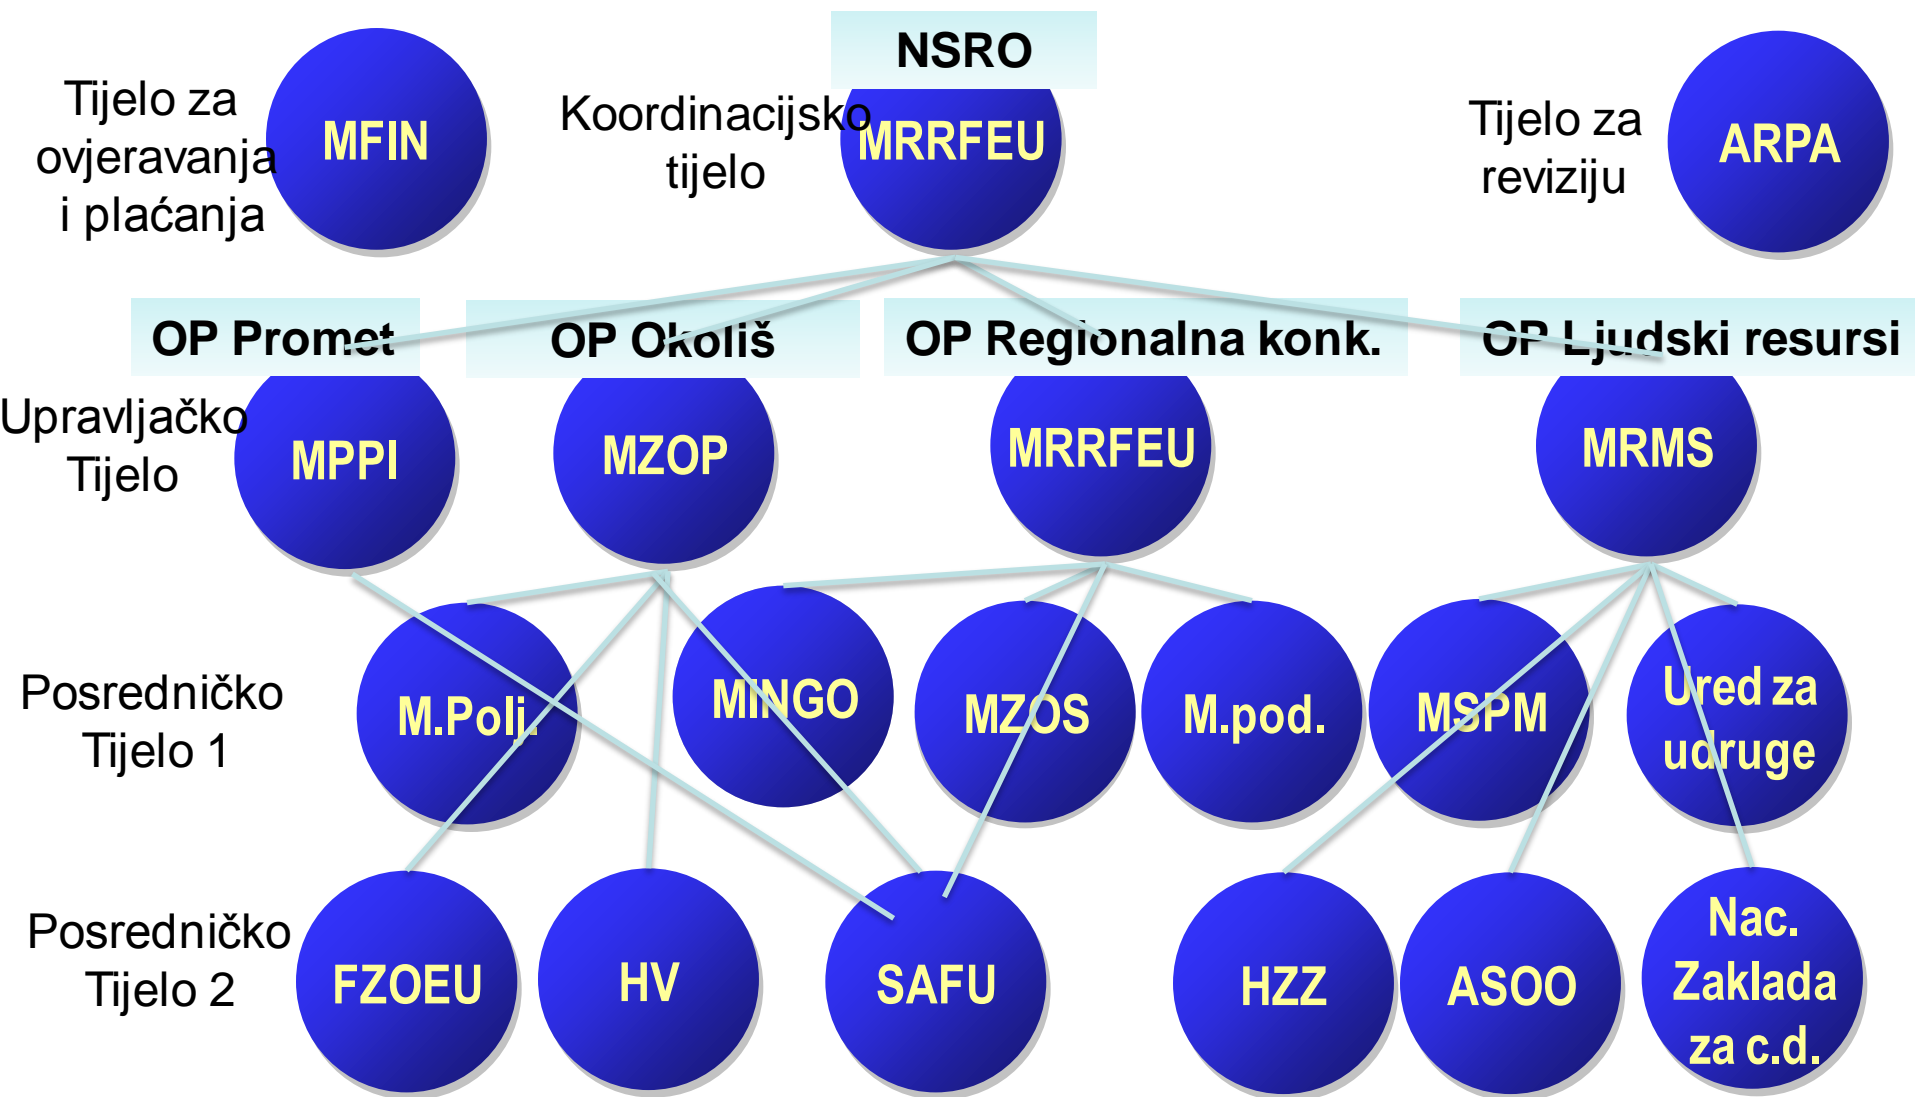 NSRO
Tijelo za
ovjeravanja
i plaćanja
MFIN
Koordinacijsko
tijelo
MRRFEU
Tijelo za
reviziju
ARPA
OP Promet
OP Okoliš
OP Regionalna konk.
OP Ljudski resursi
Upravljačko
Tijelo
MPPI
MZOP
MRRFEU
MRMS
Posredničko
Tijelo 1
M.Polj.
MINGO
MZOS
M.pod.
MSPM
Ured za
udruge
Posredničko
Tijelo 2
FZOEU
HV
SAFU
HZZ
ASOO
Nac.
Zaklada
za c.d.